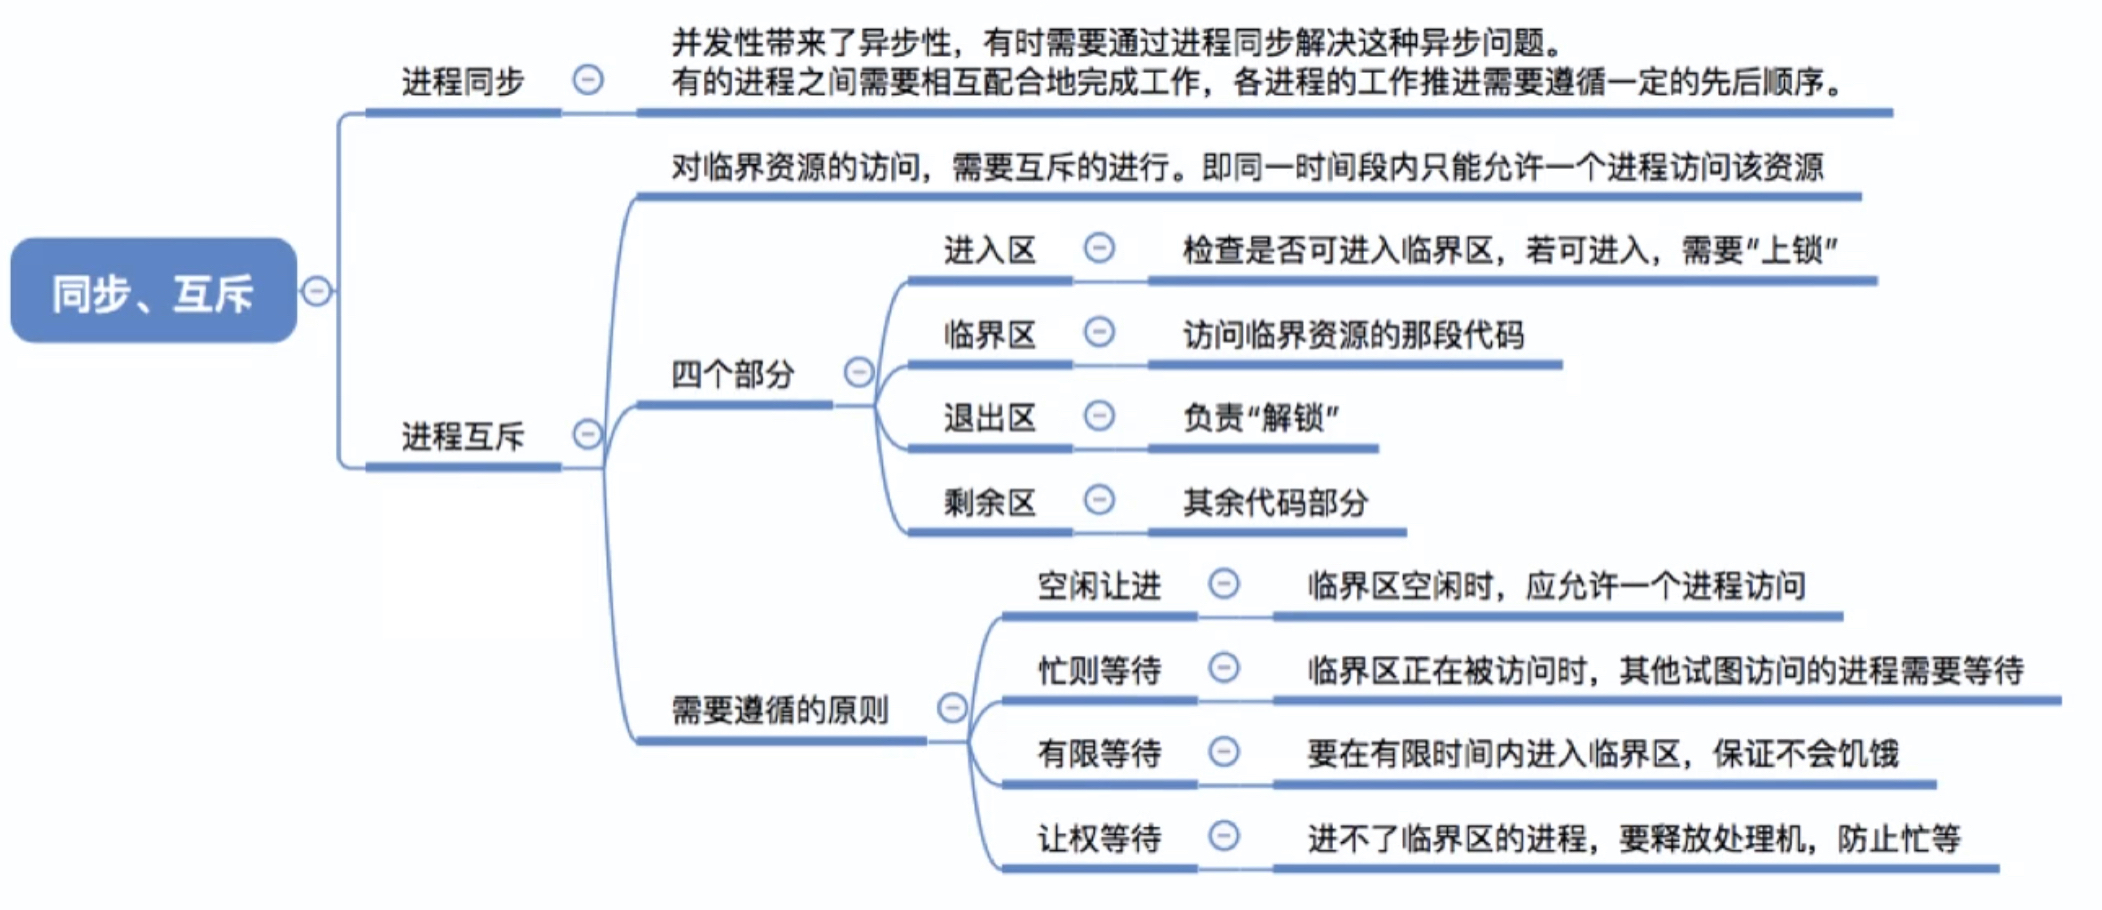 同步、互斥
进程同步
并发性带来了异步性，有时需要通过进程同步解决这种异步问题。
有的进程之间需要相互配合地完成工作，各进程的工作推进需要遵循一定的先后顺序。
进程互斥
对临界资源的访问，需要互斥的进行。即同一时间段内只能允许一个进程访问该资源
四个部分
进入区
检查是否可进入临界区，若可进入，需要“上锁”
临界区
访问临界资源的那段代码
退出区
负责“解锁”
剩余区
其余代码部分
需要遵循的原则
空闲让进
临界区空闲时，应允许一个进程访问
忙则等待
临界区正在被访问时，其他试图访问的进程需要等待
有限等待
要在有限时间内进入临界区，保证不会饥饿
让权等待
进不了临界区的进程，要释放处理机，防止忙等